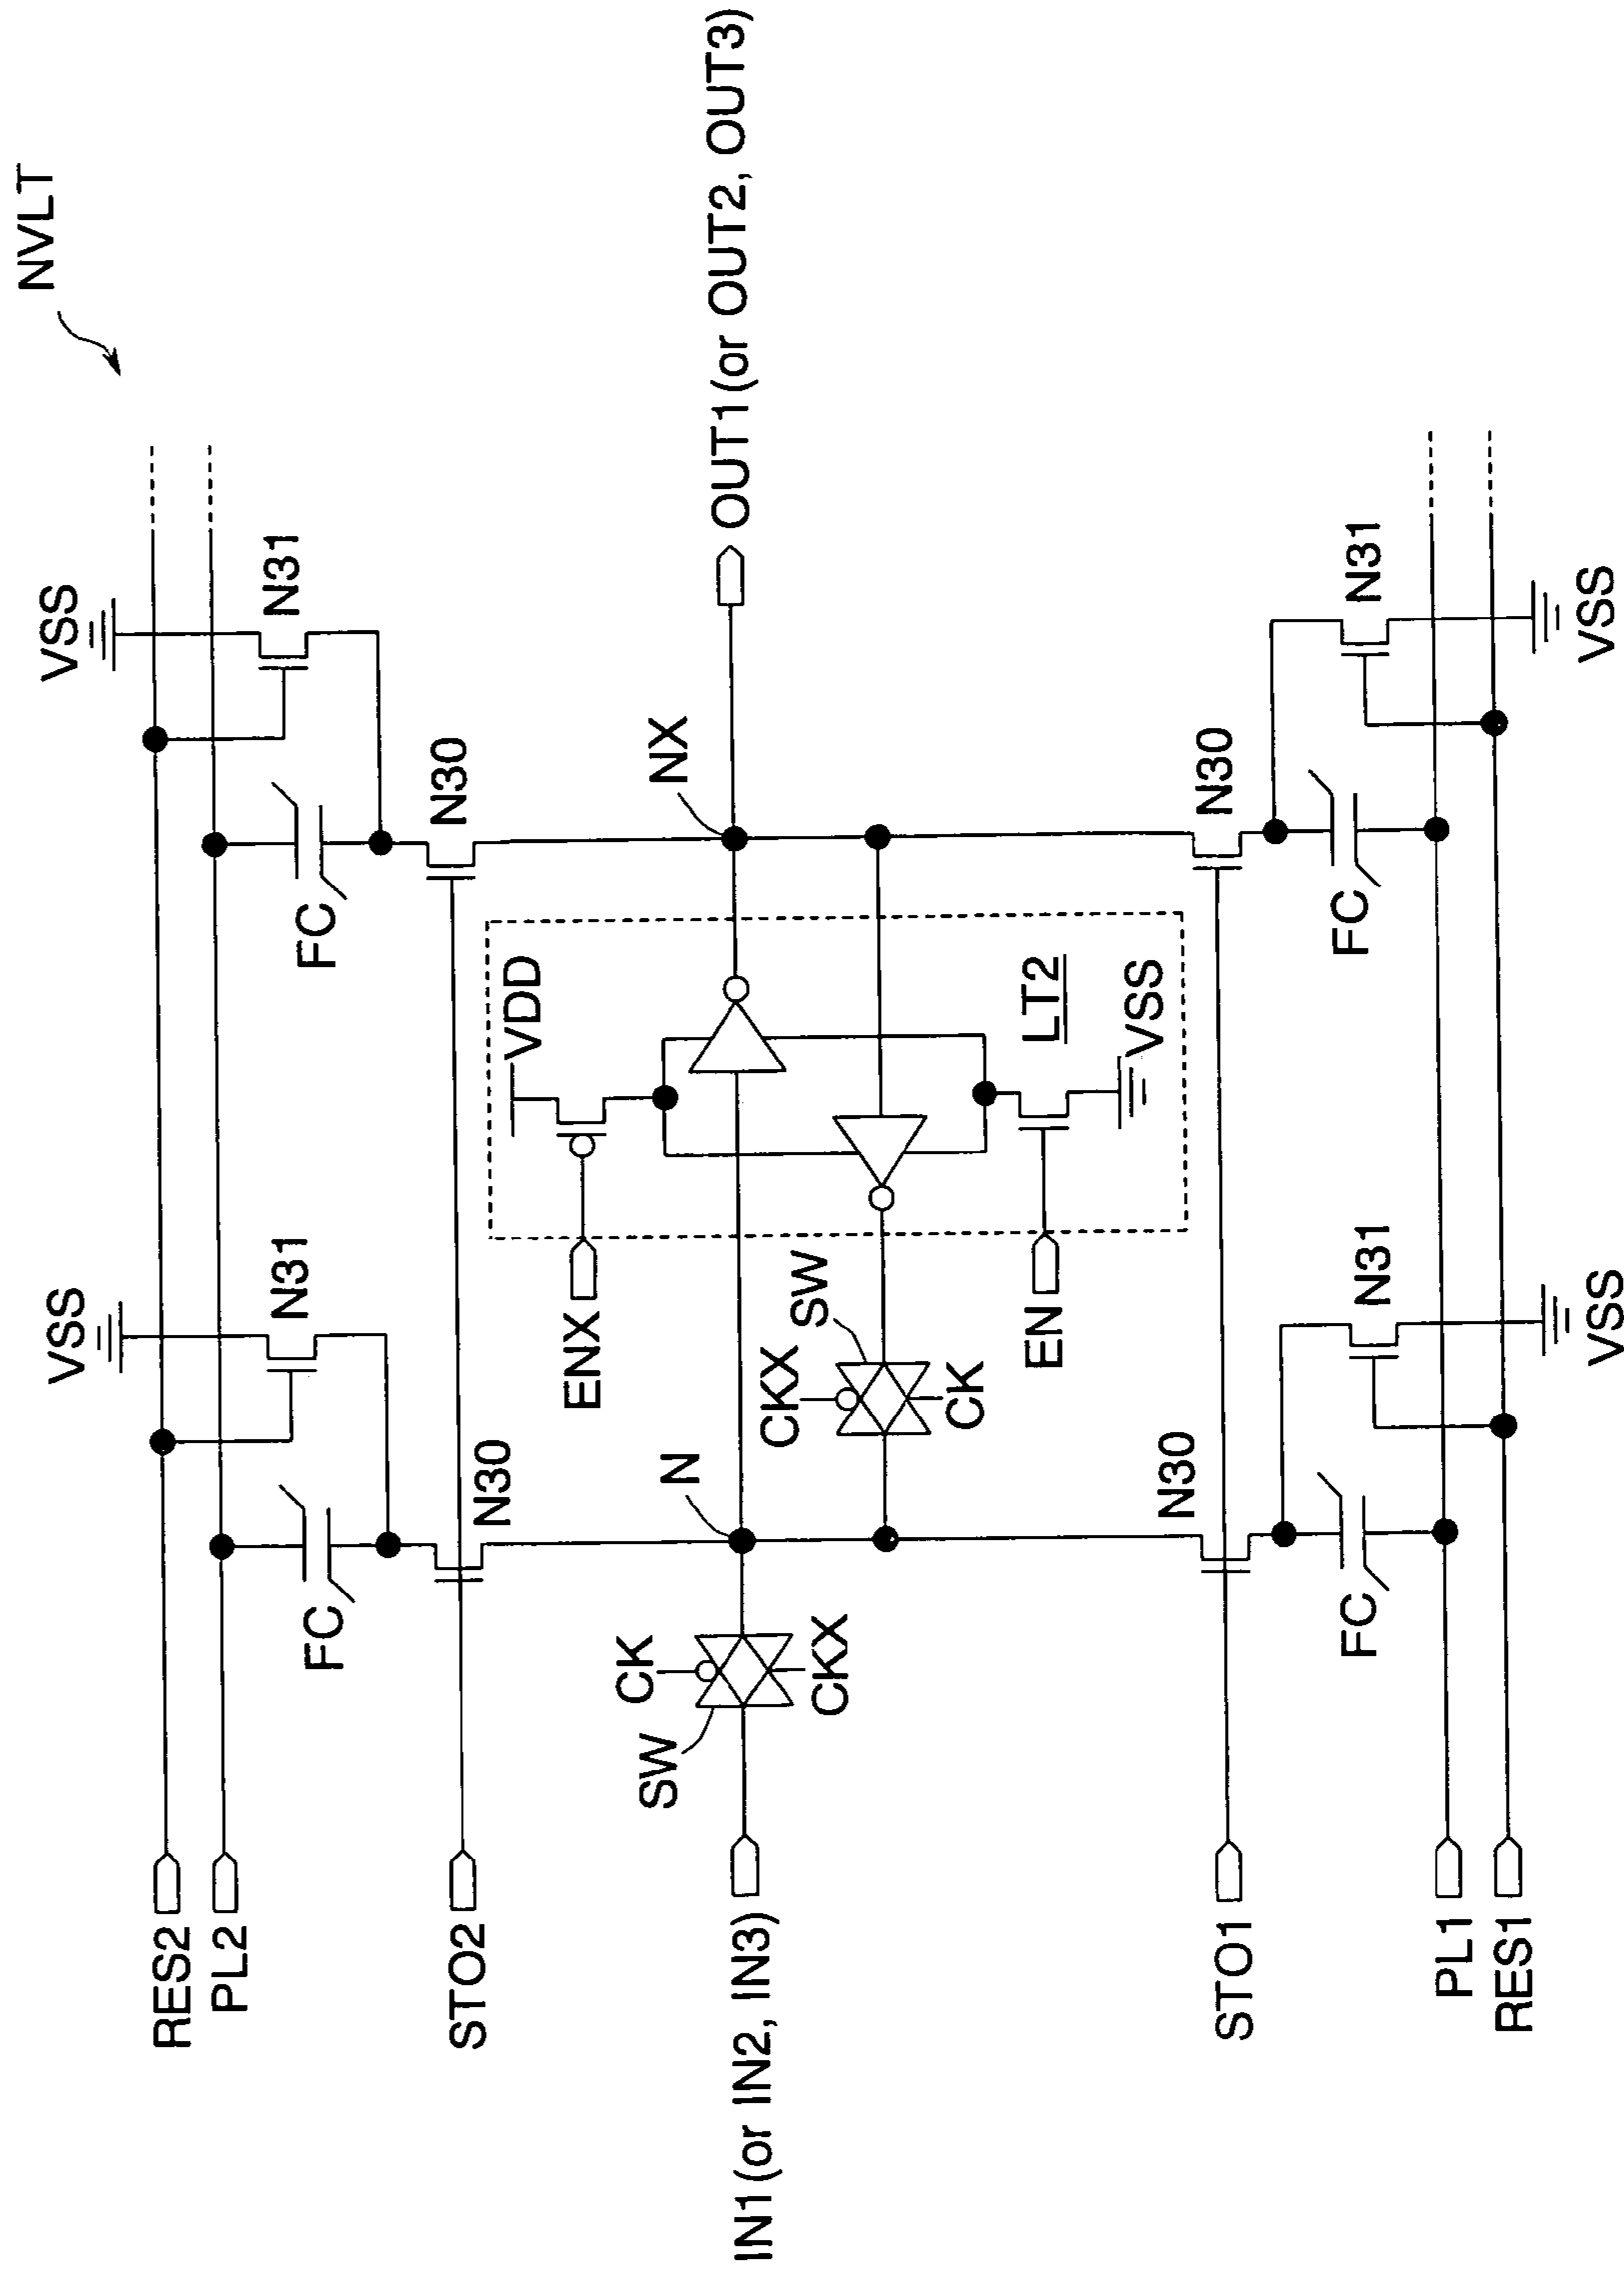 NVLT
VSS
VSS
RES2
PL2
N31
N31
FC
FC
N30
N30
STO2
VDD
ENX
NX
N
CK
SW
CKX
IN1 (or IN2, IN3)
OUT1 (or OUT2, OUT3)
SW
CKX
CK
EN
LT2
VSS
N30
N30
STO1
N31
N31
FC
FC
PL1
RES1
VSS
VSS